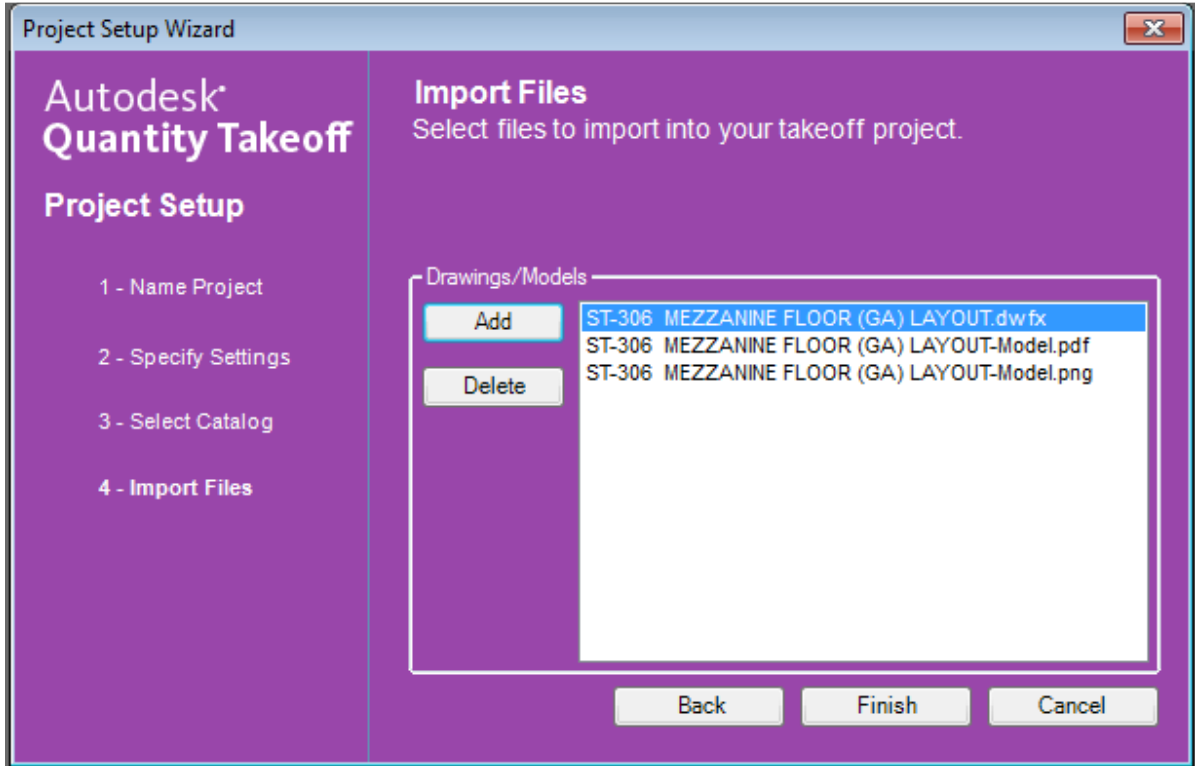 Project Setup Wizard
Autodesk
Quantity Takeoff
Project Setup
1 - Name Project
2 - Specify Settings
3 - Select Catalog
4 - Import Files
Import Files
Select files to import into your takeoff project.
Drawings/Models
Add
Delete
ST-306 MEZZANINE FLOOR (GA) LAYOUT.dwfx
ST-306 MEZZANINE FLOOR (GA) LAYOUT-Model.pdf
ST-306 MEZZANINE FLOOR (GA) LAYOUT-Model.png
Back Finish Cancel